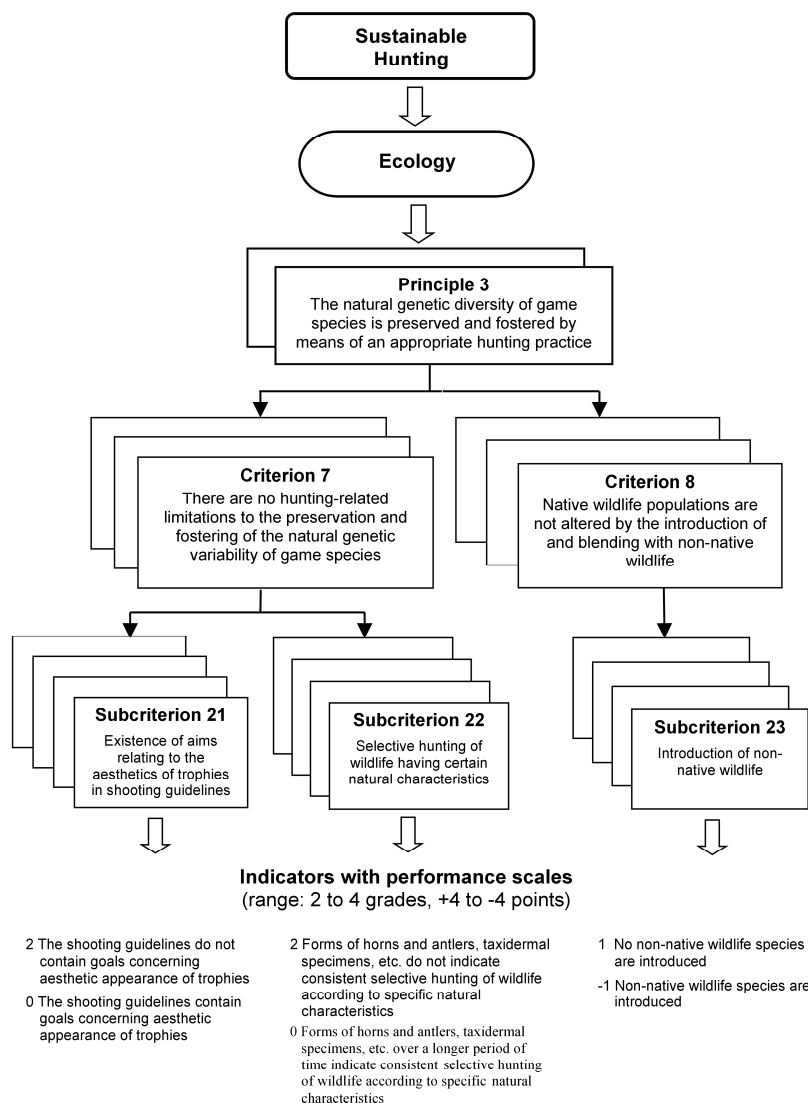 Sustainable
Hunting
Ecology
Principle 3
The natural genetic diversity of game
species is preserved and fostered by
means of an appropriate hunting practice
Criterion 7
There are no hunting-related
limitations to the preservation and
fostering of the natural genetic
variability of game species
Criterion 8
Native wildlife populations are
not altered by the introduction of
and blending with non-native
wildlife
Subcriterion 21
Existence of aims
relating to the
aesthetics of trophies
in shooting guidelines
Subcriterion 22
Selective hunting of
wildlife having certain
natural characteristics
Subcriterion 23
Introduction of non-
native wildlife
Indicators with performance scales
(range: 2 to 4 grades, +4 to -4 points)
2 The shooting guidelines do not
contain goals concerning
aesthetic appearance of trophies
0 The shooting guidelines contain
goals concerning aesthetic
appearance of trophies
2 Forms of horns and antlers, taxidermal
specimens, etc. do not indicate
consistent selective hunting of wildlife
according to specific natural
characteristics
0 Forms of horns and antlers, taxidermal
specimens, etc. over a longer period of
time indicate consistent selective hunting
of wildlife according to specific natural
characteristics
1 No non-native wildlife species
are introduced
-1 Non-native wildlife species are
introduced